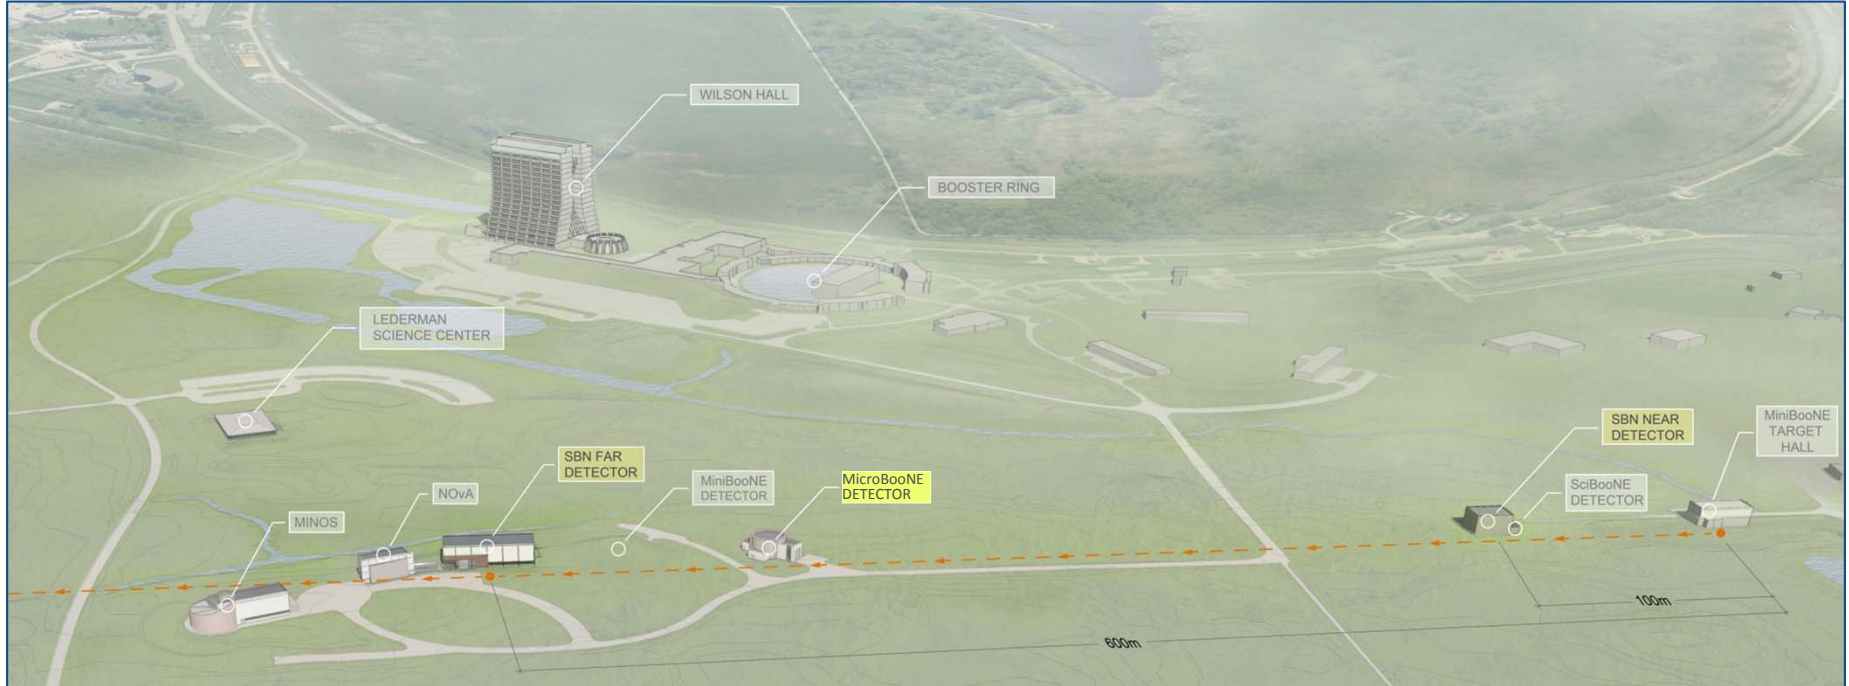 WILSON HALL
BOOSTER RING
LEDERMAN
SCIENCE CENTER
SBN NEAR
DETECTOR
MiniBooNE
TARGET
HALL
SBN FAR
DETECTOR
MiniBooNE
DETECTOR
MicroBooNE
DETECTOR
SciBooNE
DETECTOR
NOvA
MINOS
100m
600m